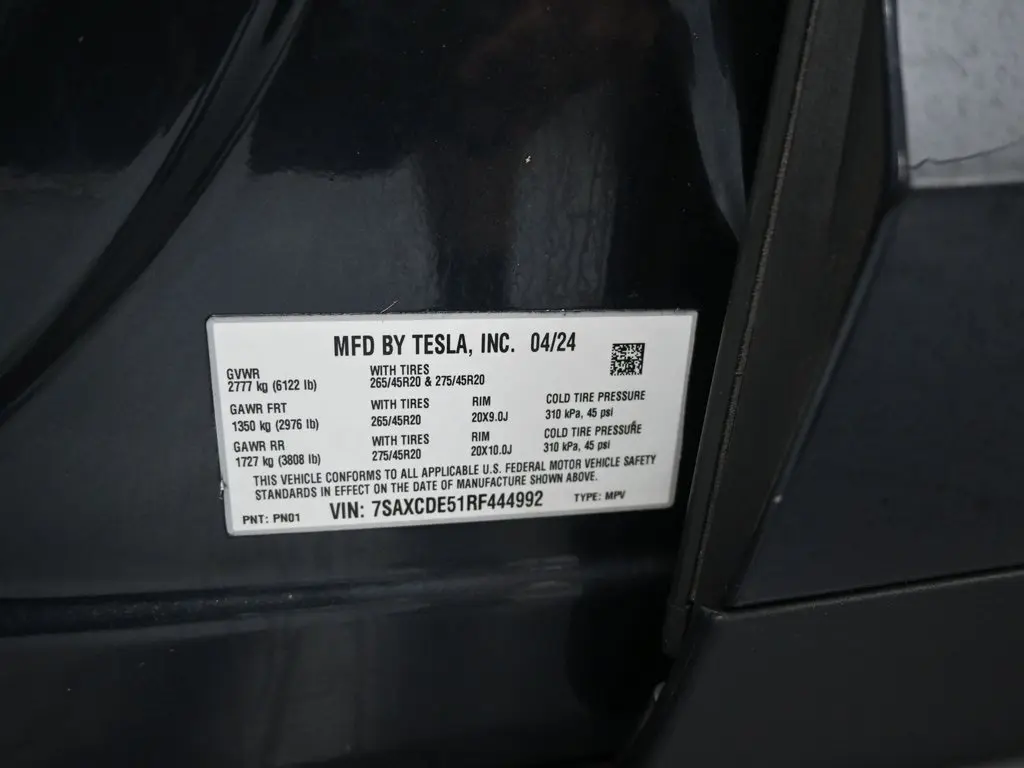 MFD BY TESLA, INC. 04/24
GVWR
2777 kg (6122 lb)
WITH TIRES
265/45R20 & 275/45R20
GAWR FRT
1350 kg (2976 lb)
WITH TIRES
265/45R20
RIM
20X9.0J
COLD TIRE PRESSURE
310 kPa, 45 psi
GAWR RR
1727 kg (3808 lb)
WITH TIRES
275/45R20
RIM
20X10.0J
COLD TIRE PRESSURE
310 kPa, 45 psi
THIS VEHICLE CONFORMS TO ALL APPLICABLE U.S. FEDERAL MOTOR VEHICLE SAFETY
STANDARDS IN EFFECT ON THE DATE OF MANUFACTURE SHOWN ABOVE.
PNT: PN01 VIN: 7SAXCDE51RF444992 TYPE: MPV